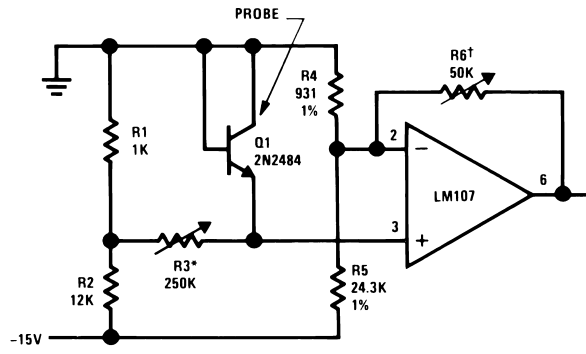 PROBE
R4
931
1%
R6†
50K
R1
1K
Q1
2N2484
2
−
LM107
6
3
+
R3*
250K
R2
12K
R5
24.3K
1%
−15V